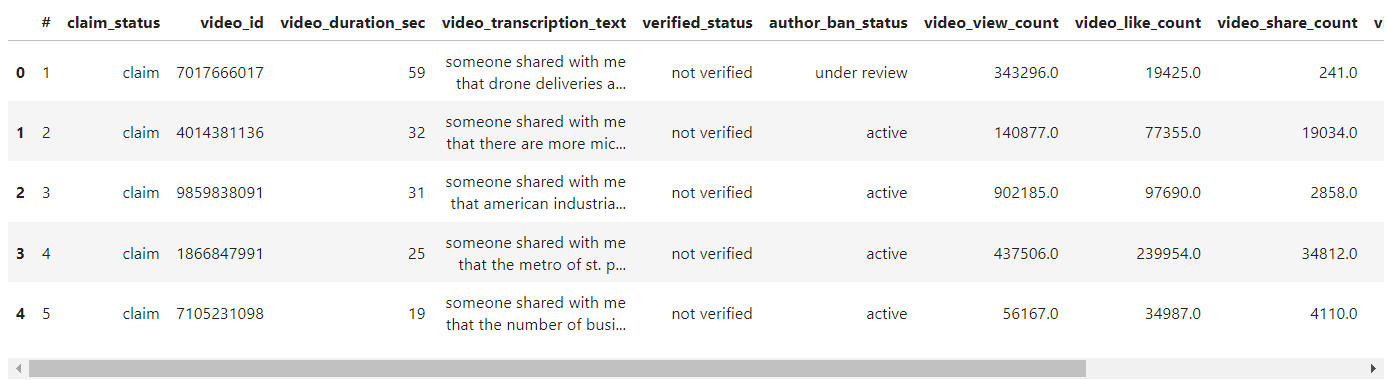 # claim_status video_id video_duration_sec video_transcription_text verified_status author_ban_status video_view_count video_like_count video_share_count v
0 1 claim 7017666017 59 someone shared with me not verified under review 343296.0 19425.0 241.0
that drone deliveries a...
1 2 claim 4014381136 32 someone shared with me not verified active 140877.0 77355.0 19034.0
that there are more mic...
2 3 claim 9859838091 31 someone shared with me not verified active 902185.0 97690.0 2858.0
that american industria...
3 4 claim 1866847991 25 someone shared with me not verified active 437506.0 239954.0 34812.0
that the metro of st. p...
4 5 claim 7105231098 19 someone shared with me not verified active 56167.0 34987.0 4110.0
that the number of busi...